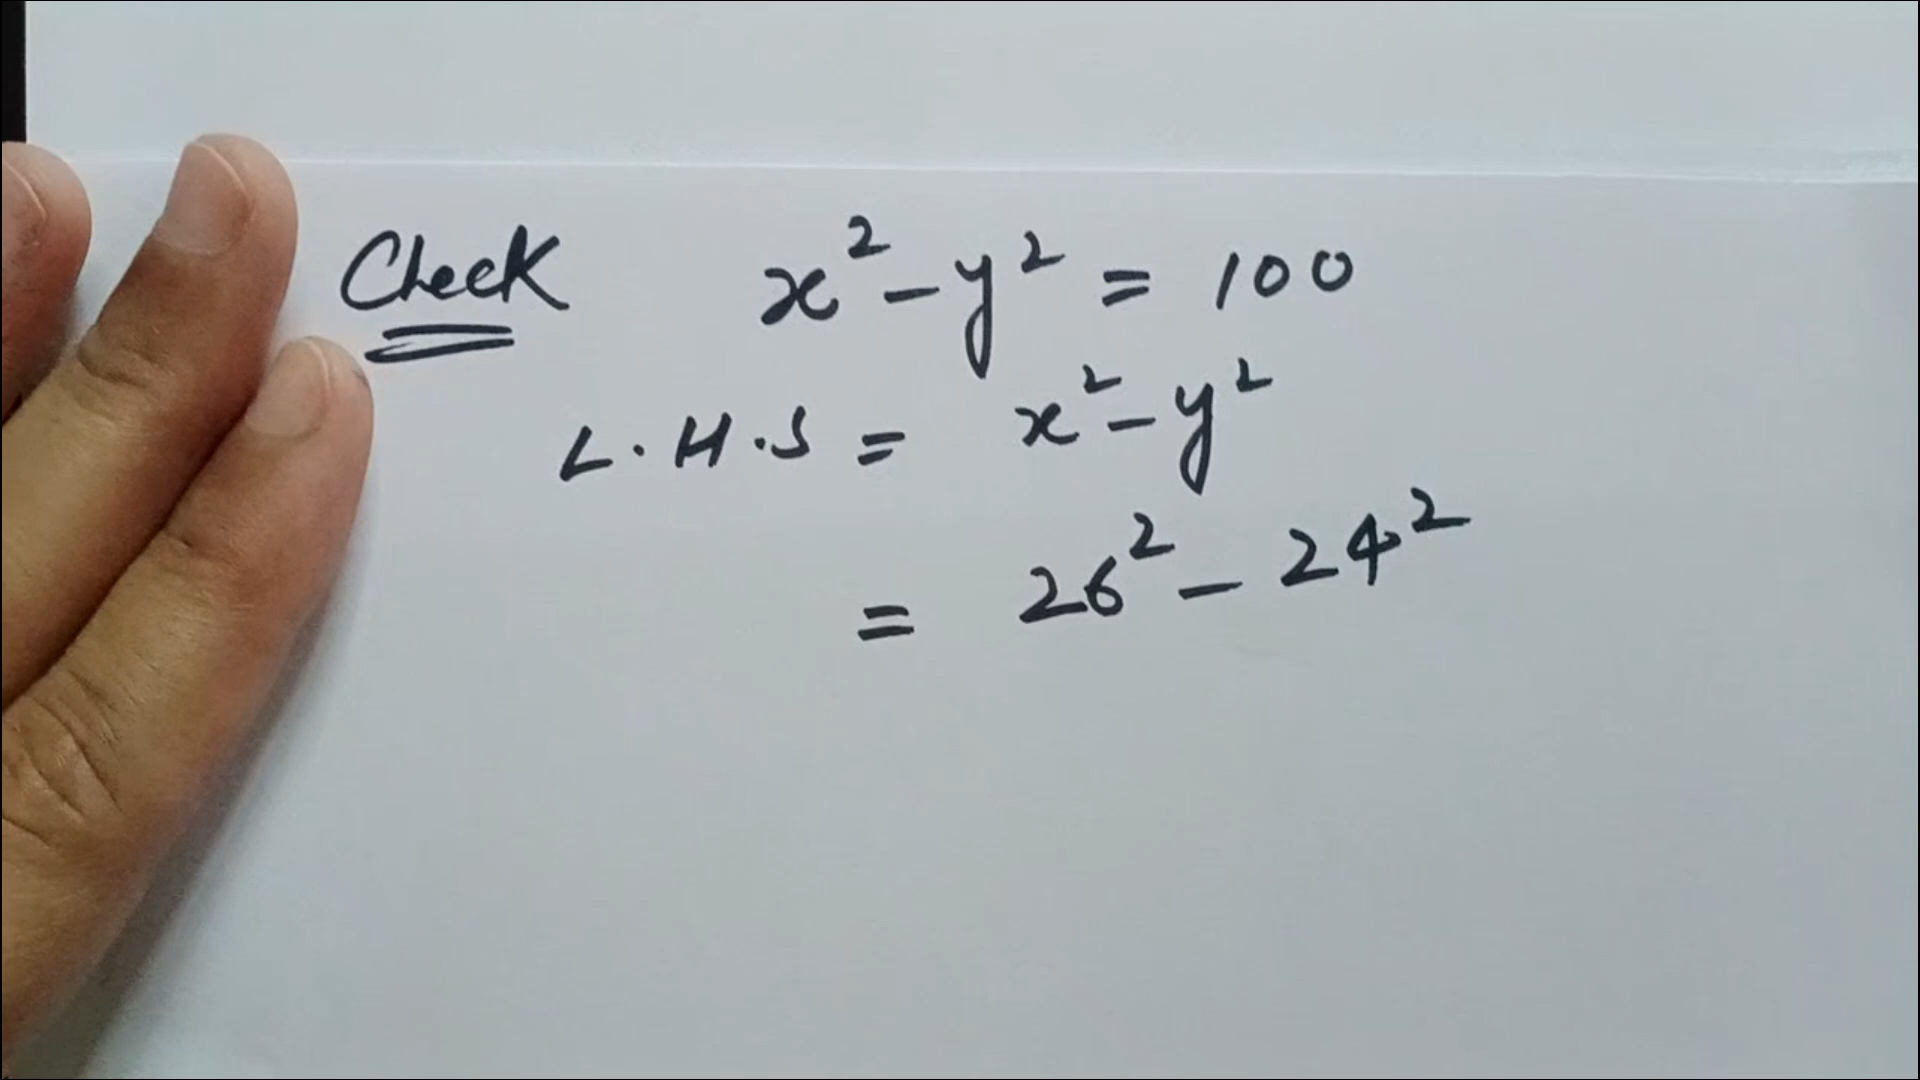 Check x² - y² = 100
L.H.S = x² - y²
= 26² - 24²